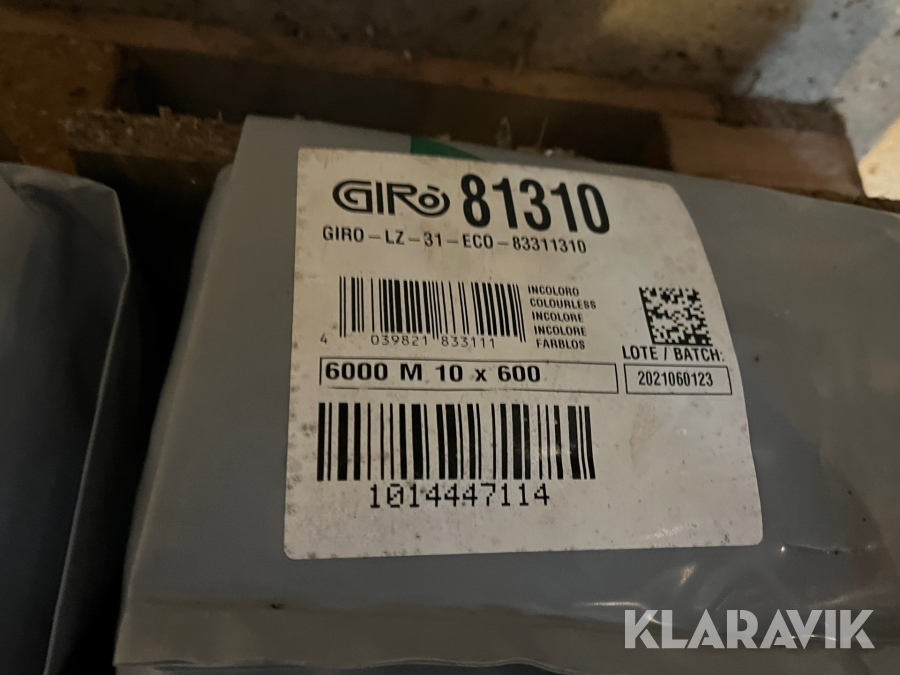 GIRÒ 81310
GIRO-LZ-31-ECO-83311310
INCOLORO
COLOURLESS
INCOLORE
INCOLORE
FARBLOS
4 039821 833111
LOTE / BATCH:
6000 M 10 x 600
2021060123
1014447114
KLARAVIK